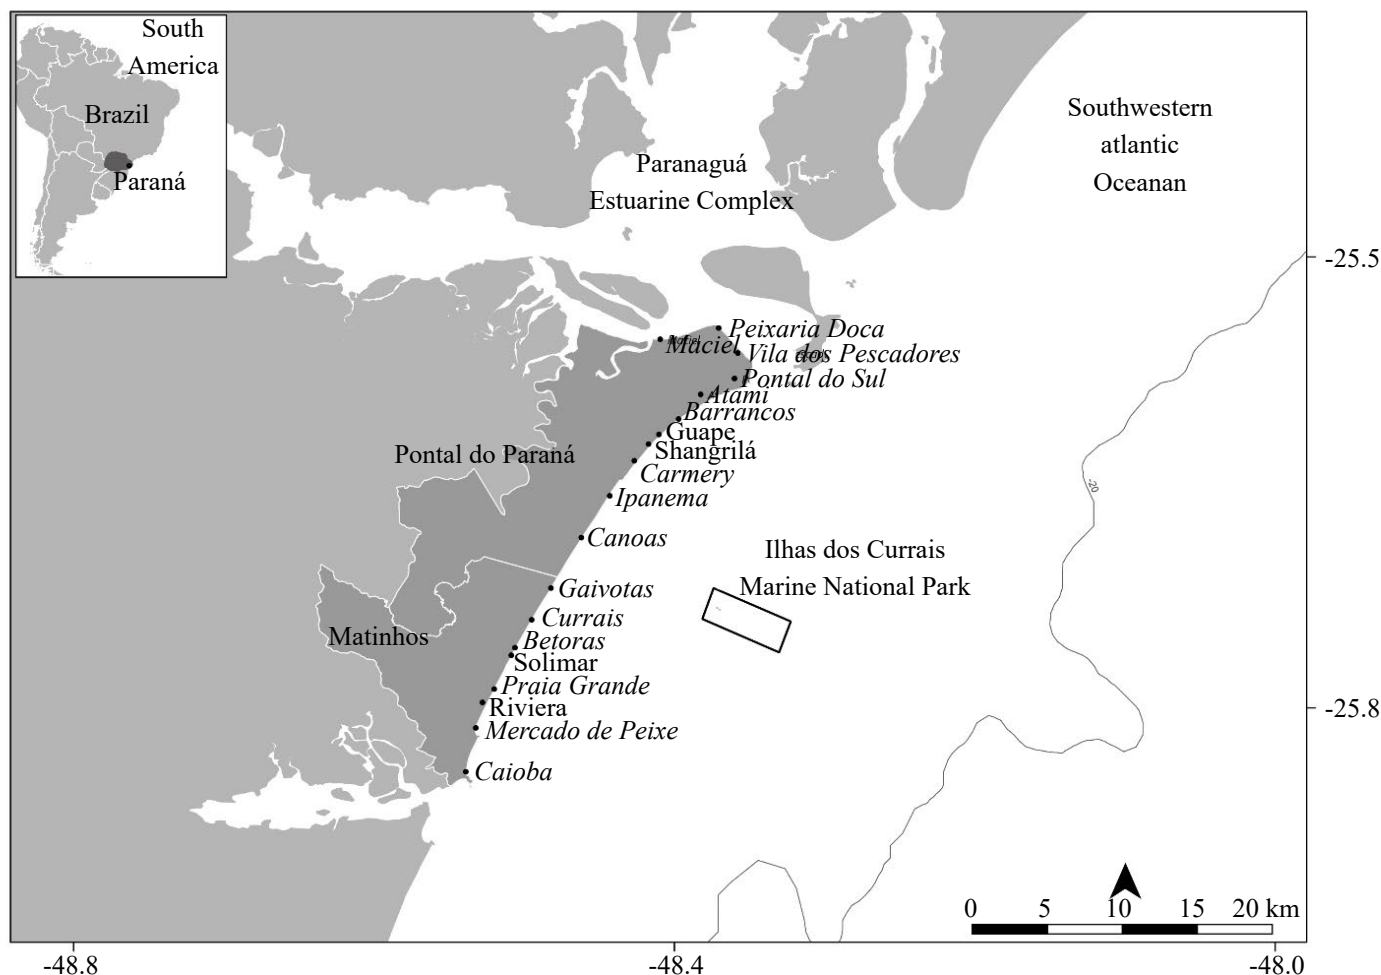 South
America
Brazil
Paraná
Southwestern
atlantic
Oceanan
Paranaguá
Estuarine Complex
-25.5
Peixaria Doca
Maciel
Vila dos Pescadores
Pontal do Sul
Atami
Barrancos
Guape
Shangrilá
Pontal do Paraná
Carmery
Ipanema
-20
Canoas
Ilhas dos Currais
Marine National Park
Gaivotas
Currais
Matinhos
Betoras
Solimar
Praia Grande
Riviera
-25.8
Mercado de Peixe
Caioba
0 5 10 15 20 km
-48.8 -48.4 -48.0